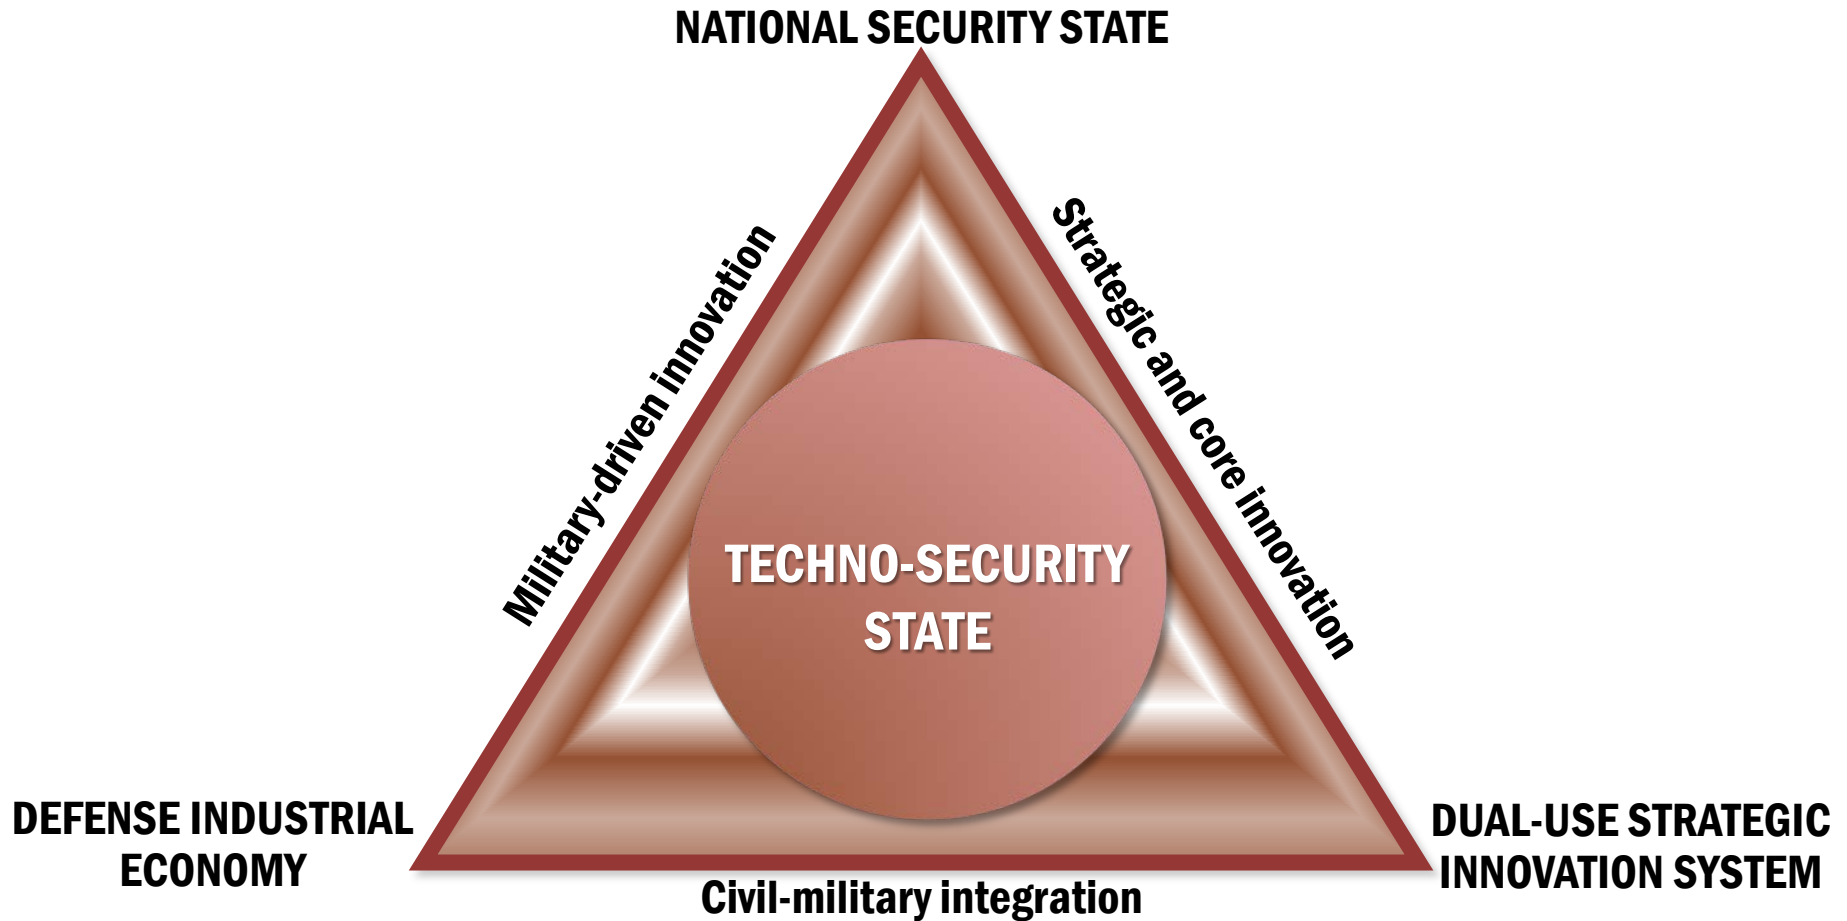 NATIONAL SECURITY STATE
Military-driven innovation
Strategic and core innovation
TECHNO-SECURITY
STATE
DEFENSE INDUSTRIAL
ECONOMY
DUAL-USE STRATEGIC
INNOVATION SYSTEM
Civil-military integration